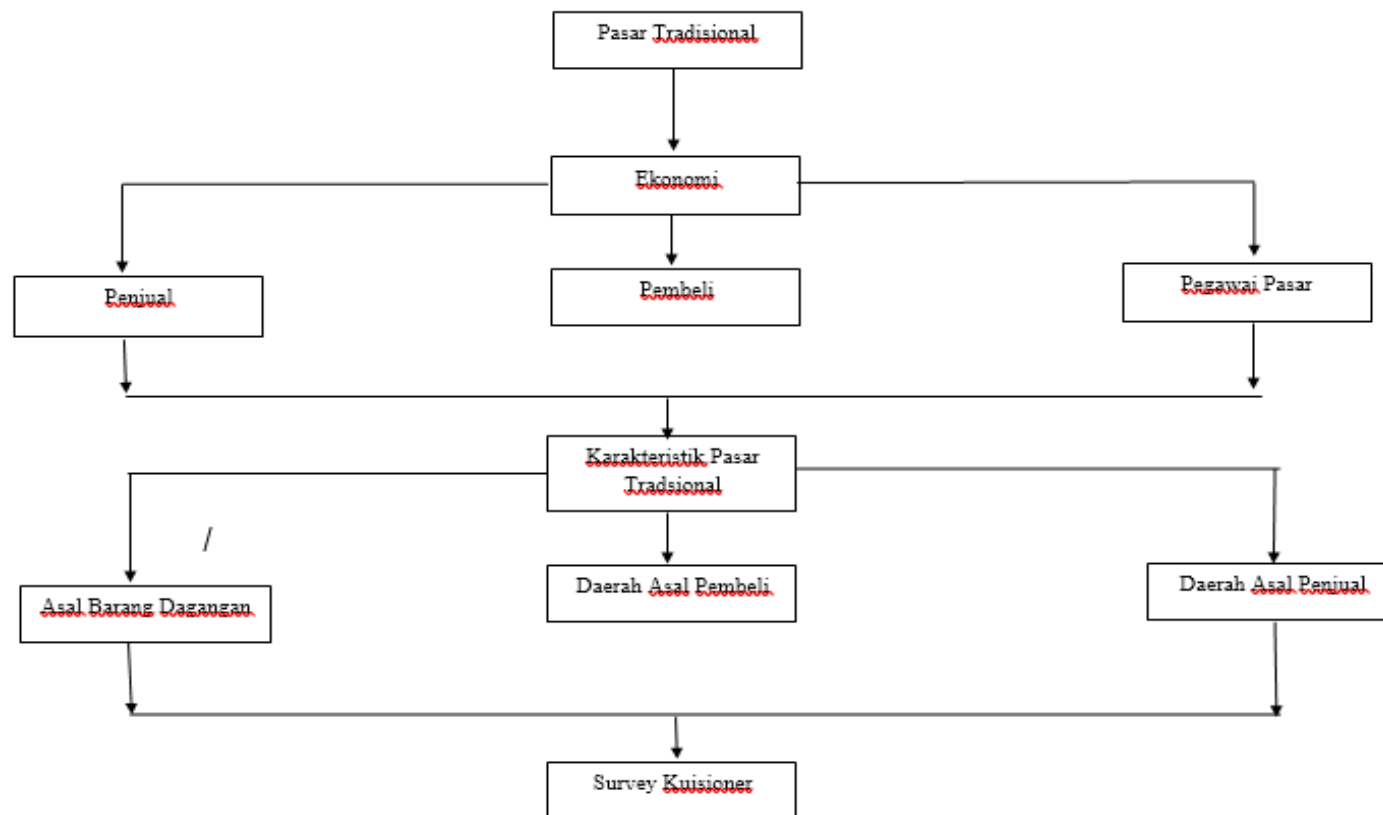 Pasar Tradisional
Ekonomi
Penjual
Pembeli
Pegawai Pasar
Karakteristik Pasar
Tradsional
/
Asal Barang Dagangan
Daerah Asal Pembeli
Daerah Asal Penjual
Survey Kuisioner